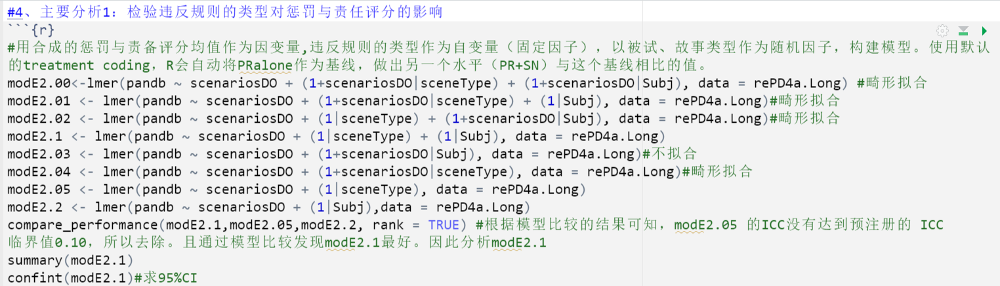 #4、主要分析1：检验违反规则的类型对惩罚与责任评分的影响
```{r}
#用合成的惩罚与责备评分均值作为因变量,违反规则的类型作为自变量（固定因子），以被试、故事类型作为随机因子，构建模型。使用默认
的treatment coding，R会自动将PRalone作为基线，做出另一个水平（PR+SN）与这个基线相比的值。
modE2.00<-lmer(pandb ~ scenariosDO + (1+scenariosDO|sceneType) + (1+scenariosDO|Subj), data = rePD4a.Long) #畸形拟合
modE2.01 <- lmer(pandb ~ scenariosDO + (1+scenariosDO|sceneType) + (1|Subj), data = rePD4a.Long)#畸形拟合
modE2.02 <- lmer(pandb ~ scenariosDO + (1|sceneType) + (1+scenariosDO|Subj), data = rePD4a.Long)#畸形拟合
modE2.1 <- lmer(pandb ~ scenariosDO + (1|sceneType) + (1|Subj), data = rePD4a.Long)
modE2.03 <- lmer(pandb ~ scenariosDO + (1+scenariosDO|Subj), data = rePD4a.Long)#不拟合
modE2.04 <- lmer(pandb ~ scenariosDO + (1+scenariosDO|sceneType), data = rePD4a.Long)#畸形拟合
modE2.05 <- lmer(pandb ~ scenariosDO + (1|sceneType), data = rePD4a.Long)
modE2.2 <- lmer(pandb ~ scenariosDO + (1|Subj),data = rePD4a.Long)
compare_performance(modE2.1,modE2.05,modE2.2, rank = TRUE) #根据模型比较的结果可知，modE2.05 的ICC没有达到预注册的 ICC
临界值0.10，所以去除。且通过模型比较发现modE2.1最好。因此分析modE2.1
summary(modE2.1)
confint(modE2.1)#求95%CI